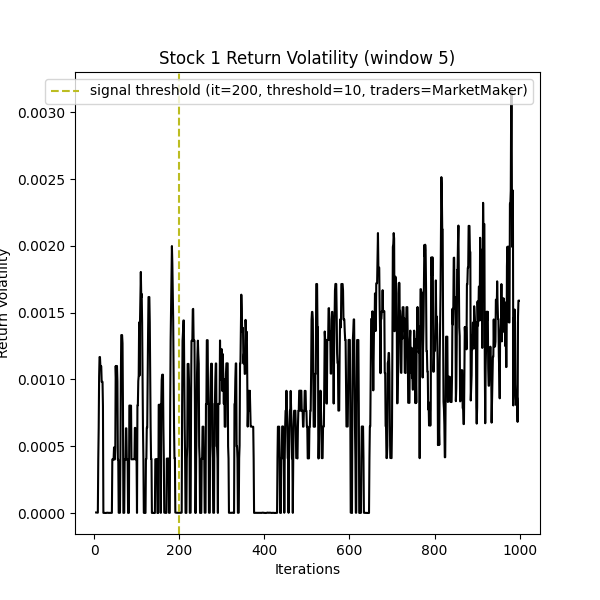 Stock 1 Return Volatility (window 5)
signal threshold (it=200, threshold=10, traders=MarketMaker)
0.0030
0.0025
0.0020
0.0015
0.0010
0.0005
0.0000
Return Volatility
0 200 400 600 800 1000
Iterations